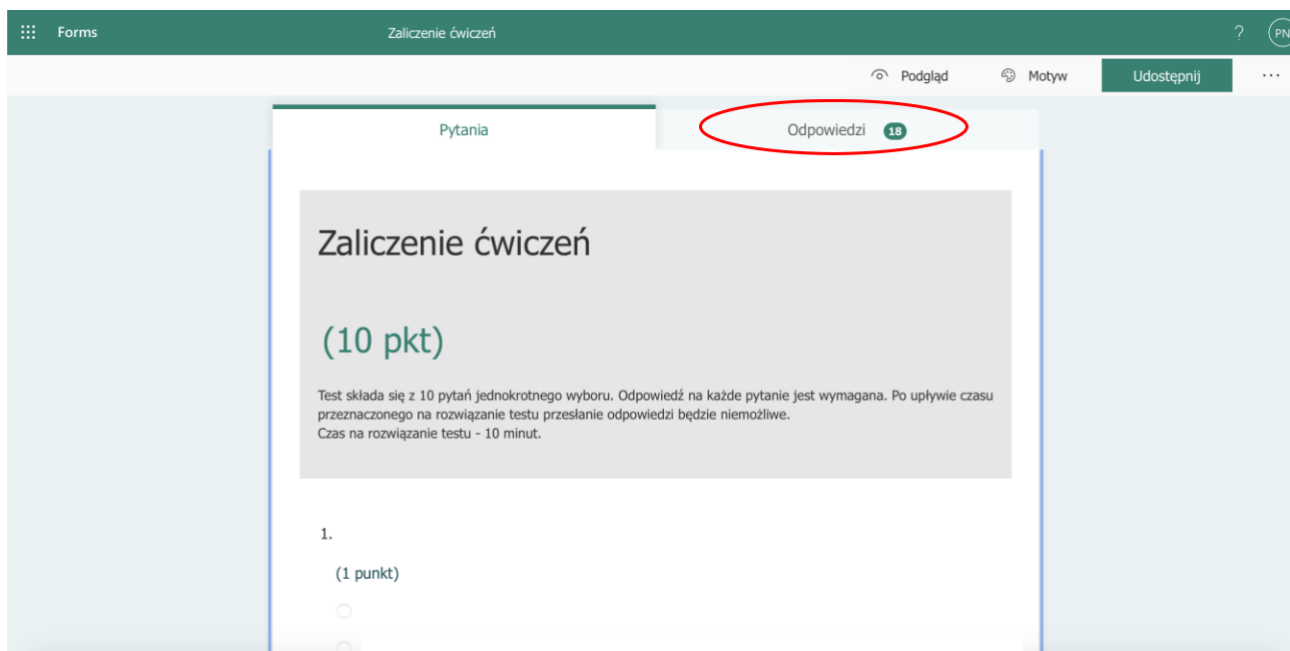 Forms
Zaliczenie ćwiczeń
?
PN
Podgląd
Motyw
Udostępnij
...
Pytania
Odpowiedzi 18
Zaliczenie ćwiczeń
(10 pkt)
Test składa się z 10 pytań jednokrotnego wyboru. Odpowiedź na każde pytanie jest wymagana. Po upływie czasu
przeznaczonego na rozwiązanie testu przesłanie odpowiedzi będzie niemożliwe.
Czas na rozwiązanie testu - 10 minut.
1.
(1 punkt)